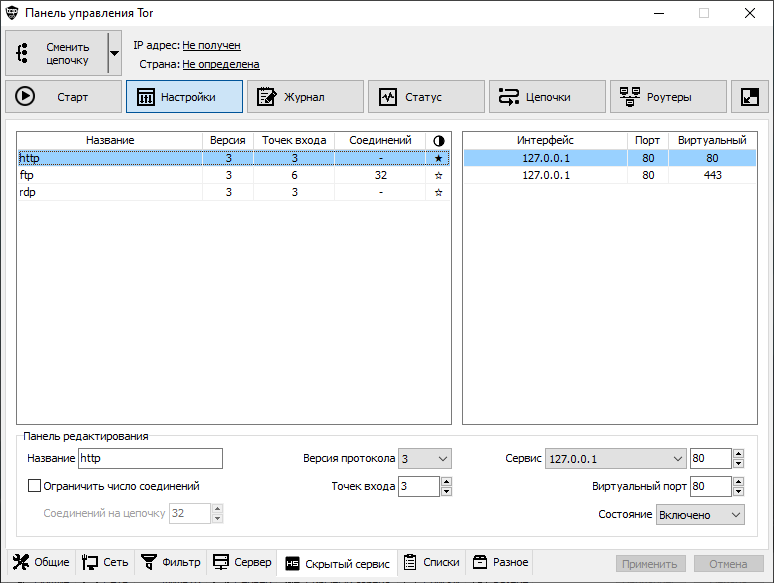 Панель управления Tor
Сменить
цепочку
IP адрес: Не получен
Страна: Не определена
Старт Настройки Журнал Статус Цепочки Роутеры
Название Версия Точек входа Соединений Интерфейс Порт Виртуальный
http 3 3 - ★ 127.0.0.1 80 80
ftp 3 6 32 ☆ 127.0.0.1 80 443
rdp 3 3 - ☆
Панель редактирования
Название http Версия протокола 3 Сервис 127.0.0.1 80
Ограничить число соединений Точек входа 3 Виртуальный порт 80
Соединений на цепочку 32 Состояние Включено
Общие Сеть Фильтр Сервер HS Скрытый сервис Списки Разное Применить Отмена